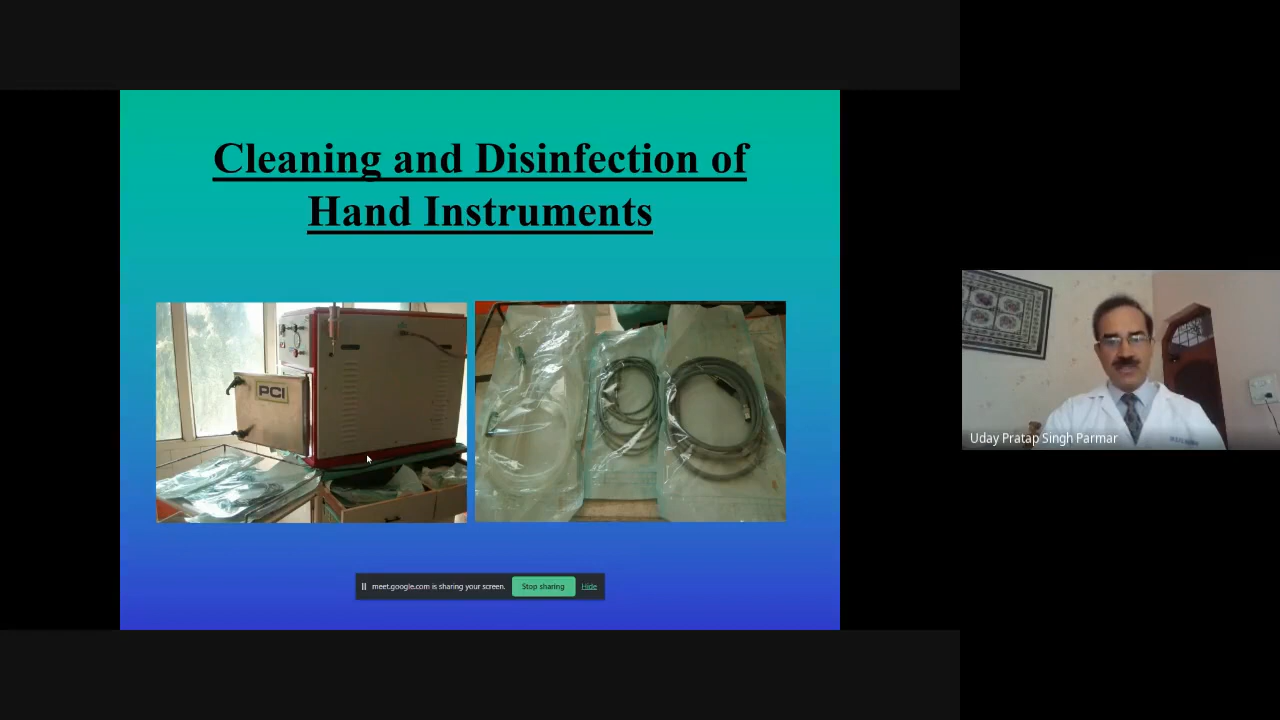 Cleaning and Disinfection of
Hand Instruments
PCI
meet.google.com is sharing your screen. Stop sharing Hide
Uday Pratap Singh Parmar